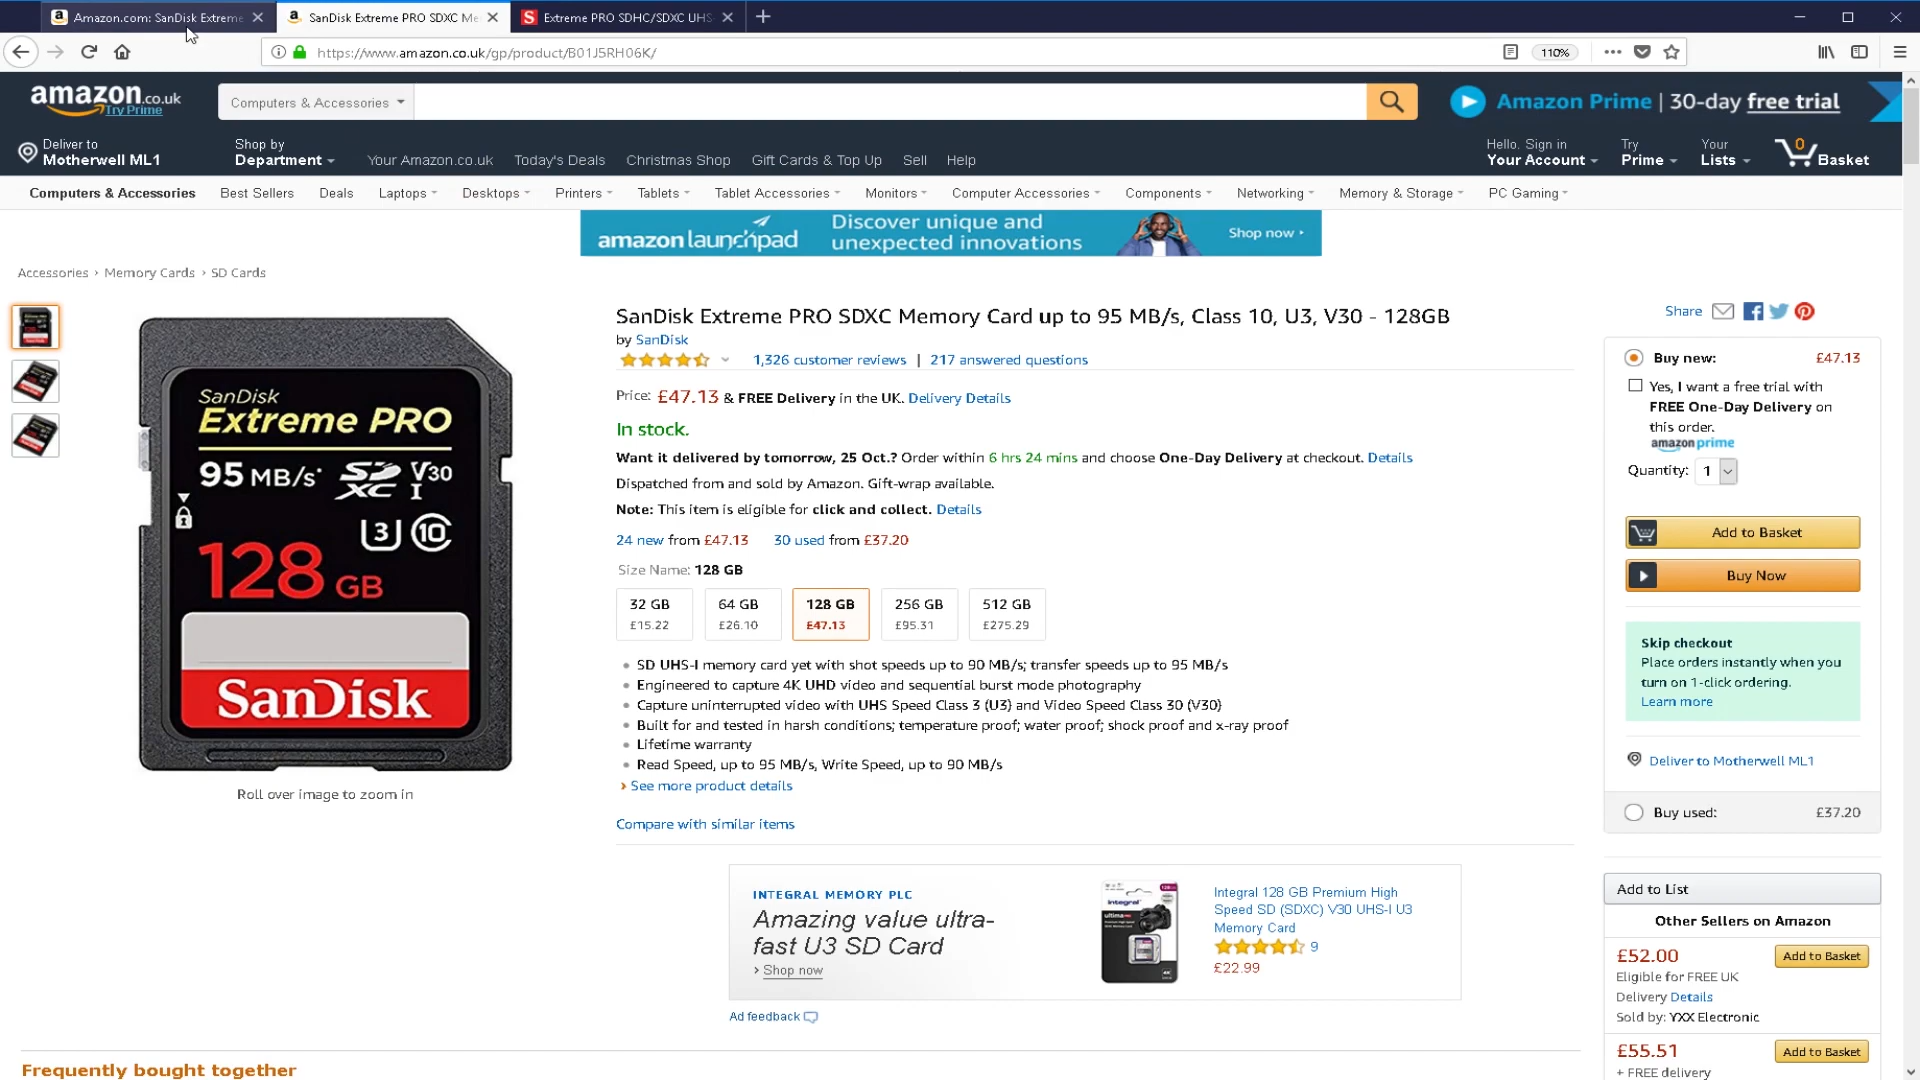 Amazon.com: SanDisk Extreme
SanDisk Extreme PRO SDXC Me
Extreme PRO SDHC/SDXC UHS-
https://www.amazon.co.uk/gp/product/B01J5RH06K/
110%
amazon.co.uk
Try Prime
Computers & Accessories
Amazon Prime | 30-day free trial
Deliver to
Motherwell ML1
Shop by
Department
Your Amazon.co.uk
Today's Deals
Christmas Shop
Gift Cards & Top Up
Sell
Help
Hello. Sign in
Your Account
Try
Prime
Your
Lists
0
Basket
Computers & Accessories
Best Sellers
Deals
Laptops
Desktops
Printers
Tablets
Tablet Accessories
Monitors
Computer Accessories
Components
Networking
Memory & Storage
PC Gaming
amazon launchpad
Discover unique and
unexpected innovations
Shop now ›
Accessories › Memory Cards › SD Cards
SanDisk
Extreme PRO
95 MB/s*
SD XC I
V30
U3
10
128 GB
SanDisk
Roll over image to zoom in
SanDisk Extreme PRO SDXC Memory Card up to 95 MB/s, Class 10, U3, V30 - 128GB
by SanDisk
1,326 customer reviews | 217 answered questions
Price: £47.13 & FREE Delivery in the UK. Delivery Details
In stock.
Want it delivered by tomorrow, 25 Oct.? Order within 6 hrs 24 mins and choose One-Day Delivery at checkout. Details
Dispatched from and sold by Amazon. Gift-wrap available.
Note: This item is eligible for click and collect. Details
24 new from £47.13 30 used from £37.20
Size Name: 128 GB
32 GB
£15.22
64 GB
£26.10
128 GB
£47.13
256 GB
£95.31
512 GB
£275.29
SD UHS-I memory card yet with shot speeds up to 90 MB/s; transfer speeds up to 95 MB/s
Engineered to capture 4K UHD video and sequential burst mode photography
Capture uninterrupted video with UHS Speed Class 3 (U3) and Video Speed Class 30 (V30)
Built for and tested in harsh conditions; temperature proof; water proof; shock proof and x-ray proof
Lifetime warranty
Read Speed, up to 95 MB/s, Write Speed, up to 90 MB/s
› See more product details
Compare with similar items
INTEGRAL MEMORY PLC
Amazing value ultra-
fast U3 SD Card
› Shop now
Integral 128 GB Premium High
Speed SD (SDXC) V30 UHS-I U3
Memory Card
9
£22.99
Ad feedback
Frequently bought together
Share
Buy new: £47.13
Yes, I want a free trial with
FREE One-Day Delivery on
this order.
amazon prime
Quantity: 1
Add to Basket
Buy Now
Skip checkout
Place orders instantly when you
turn on 1-click ordering.
Learn more
Deliver to Motherwell ML1
Buy used: £37.20
Add to List
Other Sellers on Amazon
£52.00
Add to Basket
Eligible for FREE UK
Delivery Details
Sold by: YXX Electronic
£55.51
Add to Basket
+ FREE delivery